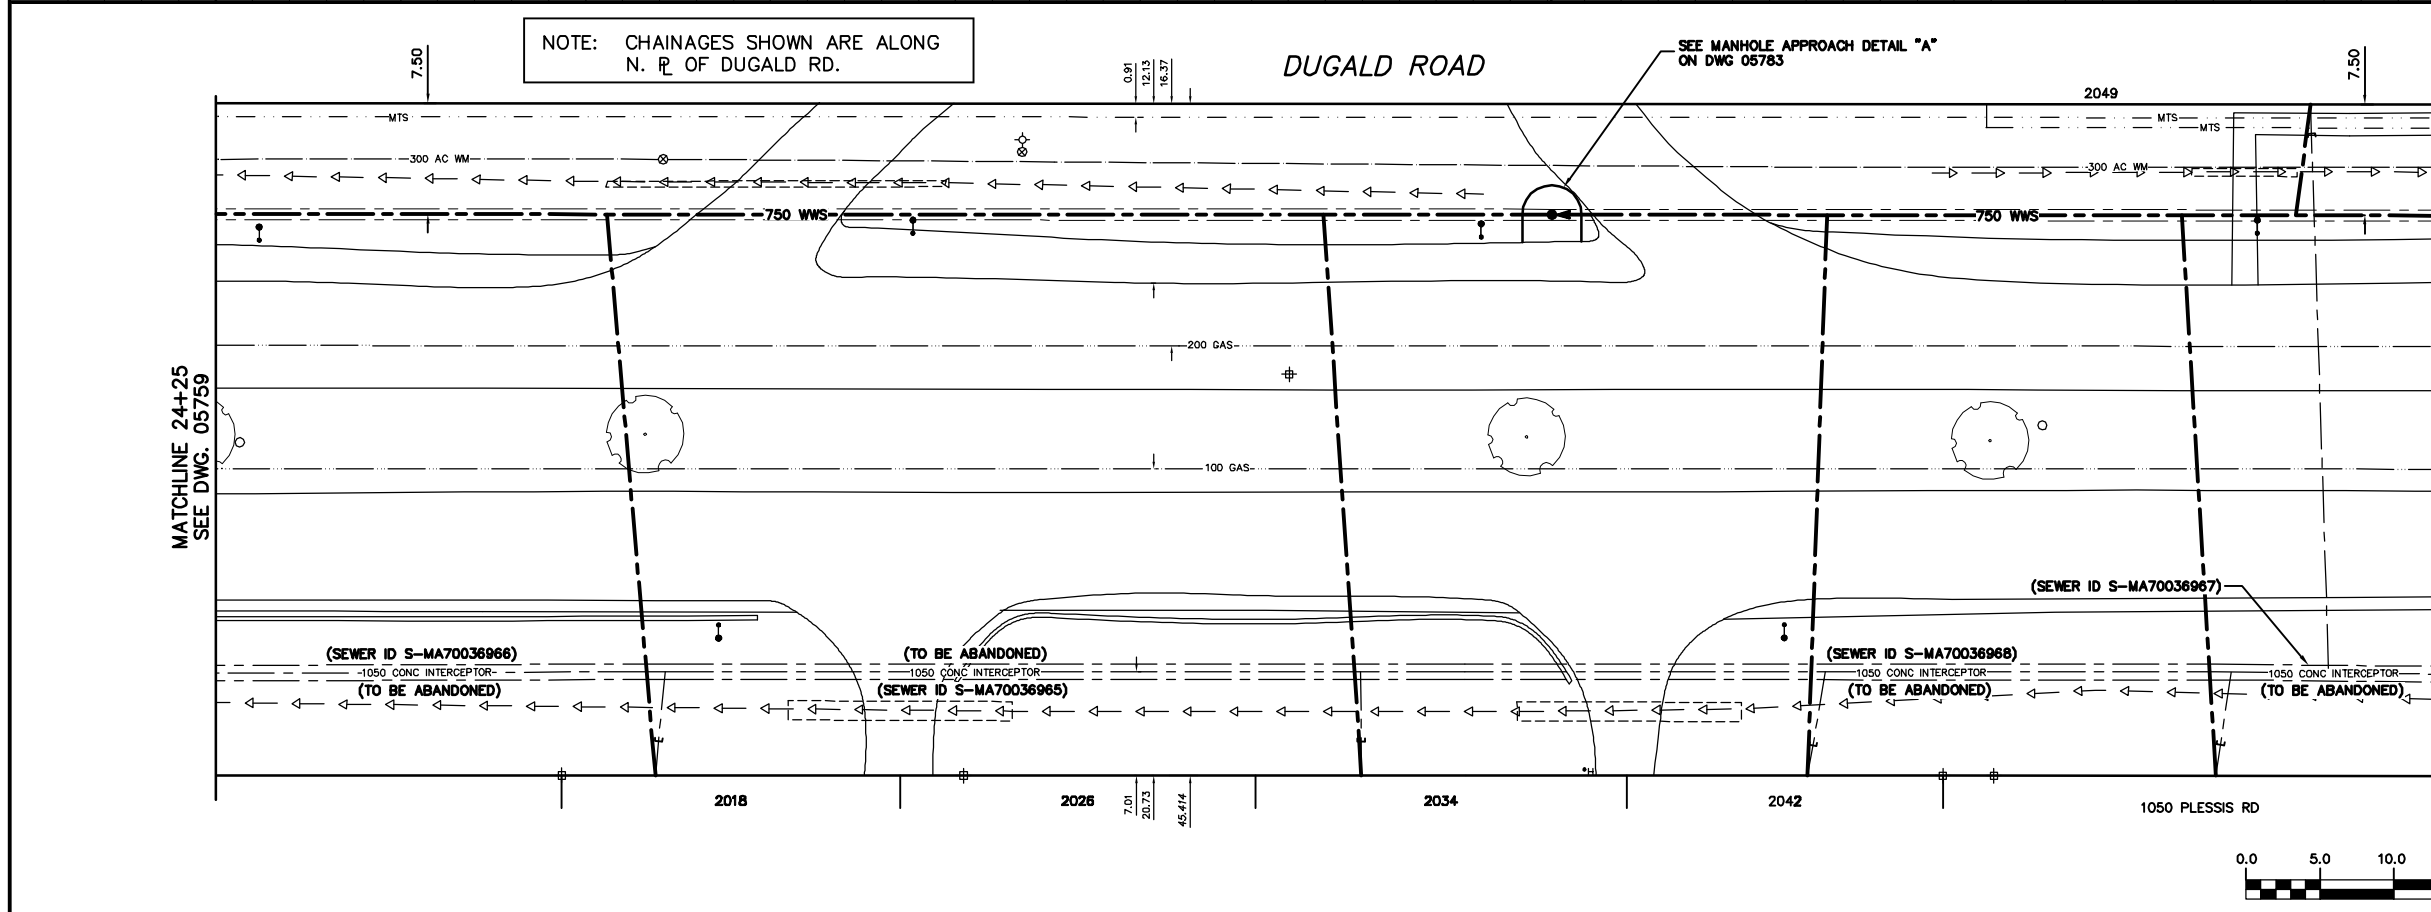 NOTE: CHAINAGES SHOWN ARE ALONG
N. ℄ OF DUGALD RD.
DUGALD ROAD
SEE MANHOLE APPROACH DETAIL "A"
ON DWG 05783
7.50
0.91
12.13
16.37
7.50
2049
MTS
MTS
MTS
300 AC WM
300 AC WM
750 WWS
750 WWS
200 GAS
100 GAS
MATCHLINE 24+25
SEE DWG. 05759
(SEWER ID S-MA70036967)
(SEWER ID S-MA70036966)
1050 CONC INTERCEPTOR
(TO BE ABANDONED)
(TO BE ABANDONED)
1050 CONC INTERCEPTOR
(SEWER ID S-MA70036965)
(SEWER ID S-MA70036968)
1050 CONC INTERCEPTOR
(TO BE ABANDONED)
1050 CONC INTERCEPTOR
(TO BE ABANDONED)
2018
2026
7.01
20.73
45.414
2034
2042
1050 PLESSIS RD
0.0 5.0 10.0